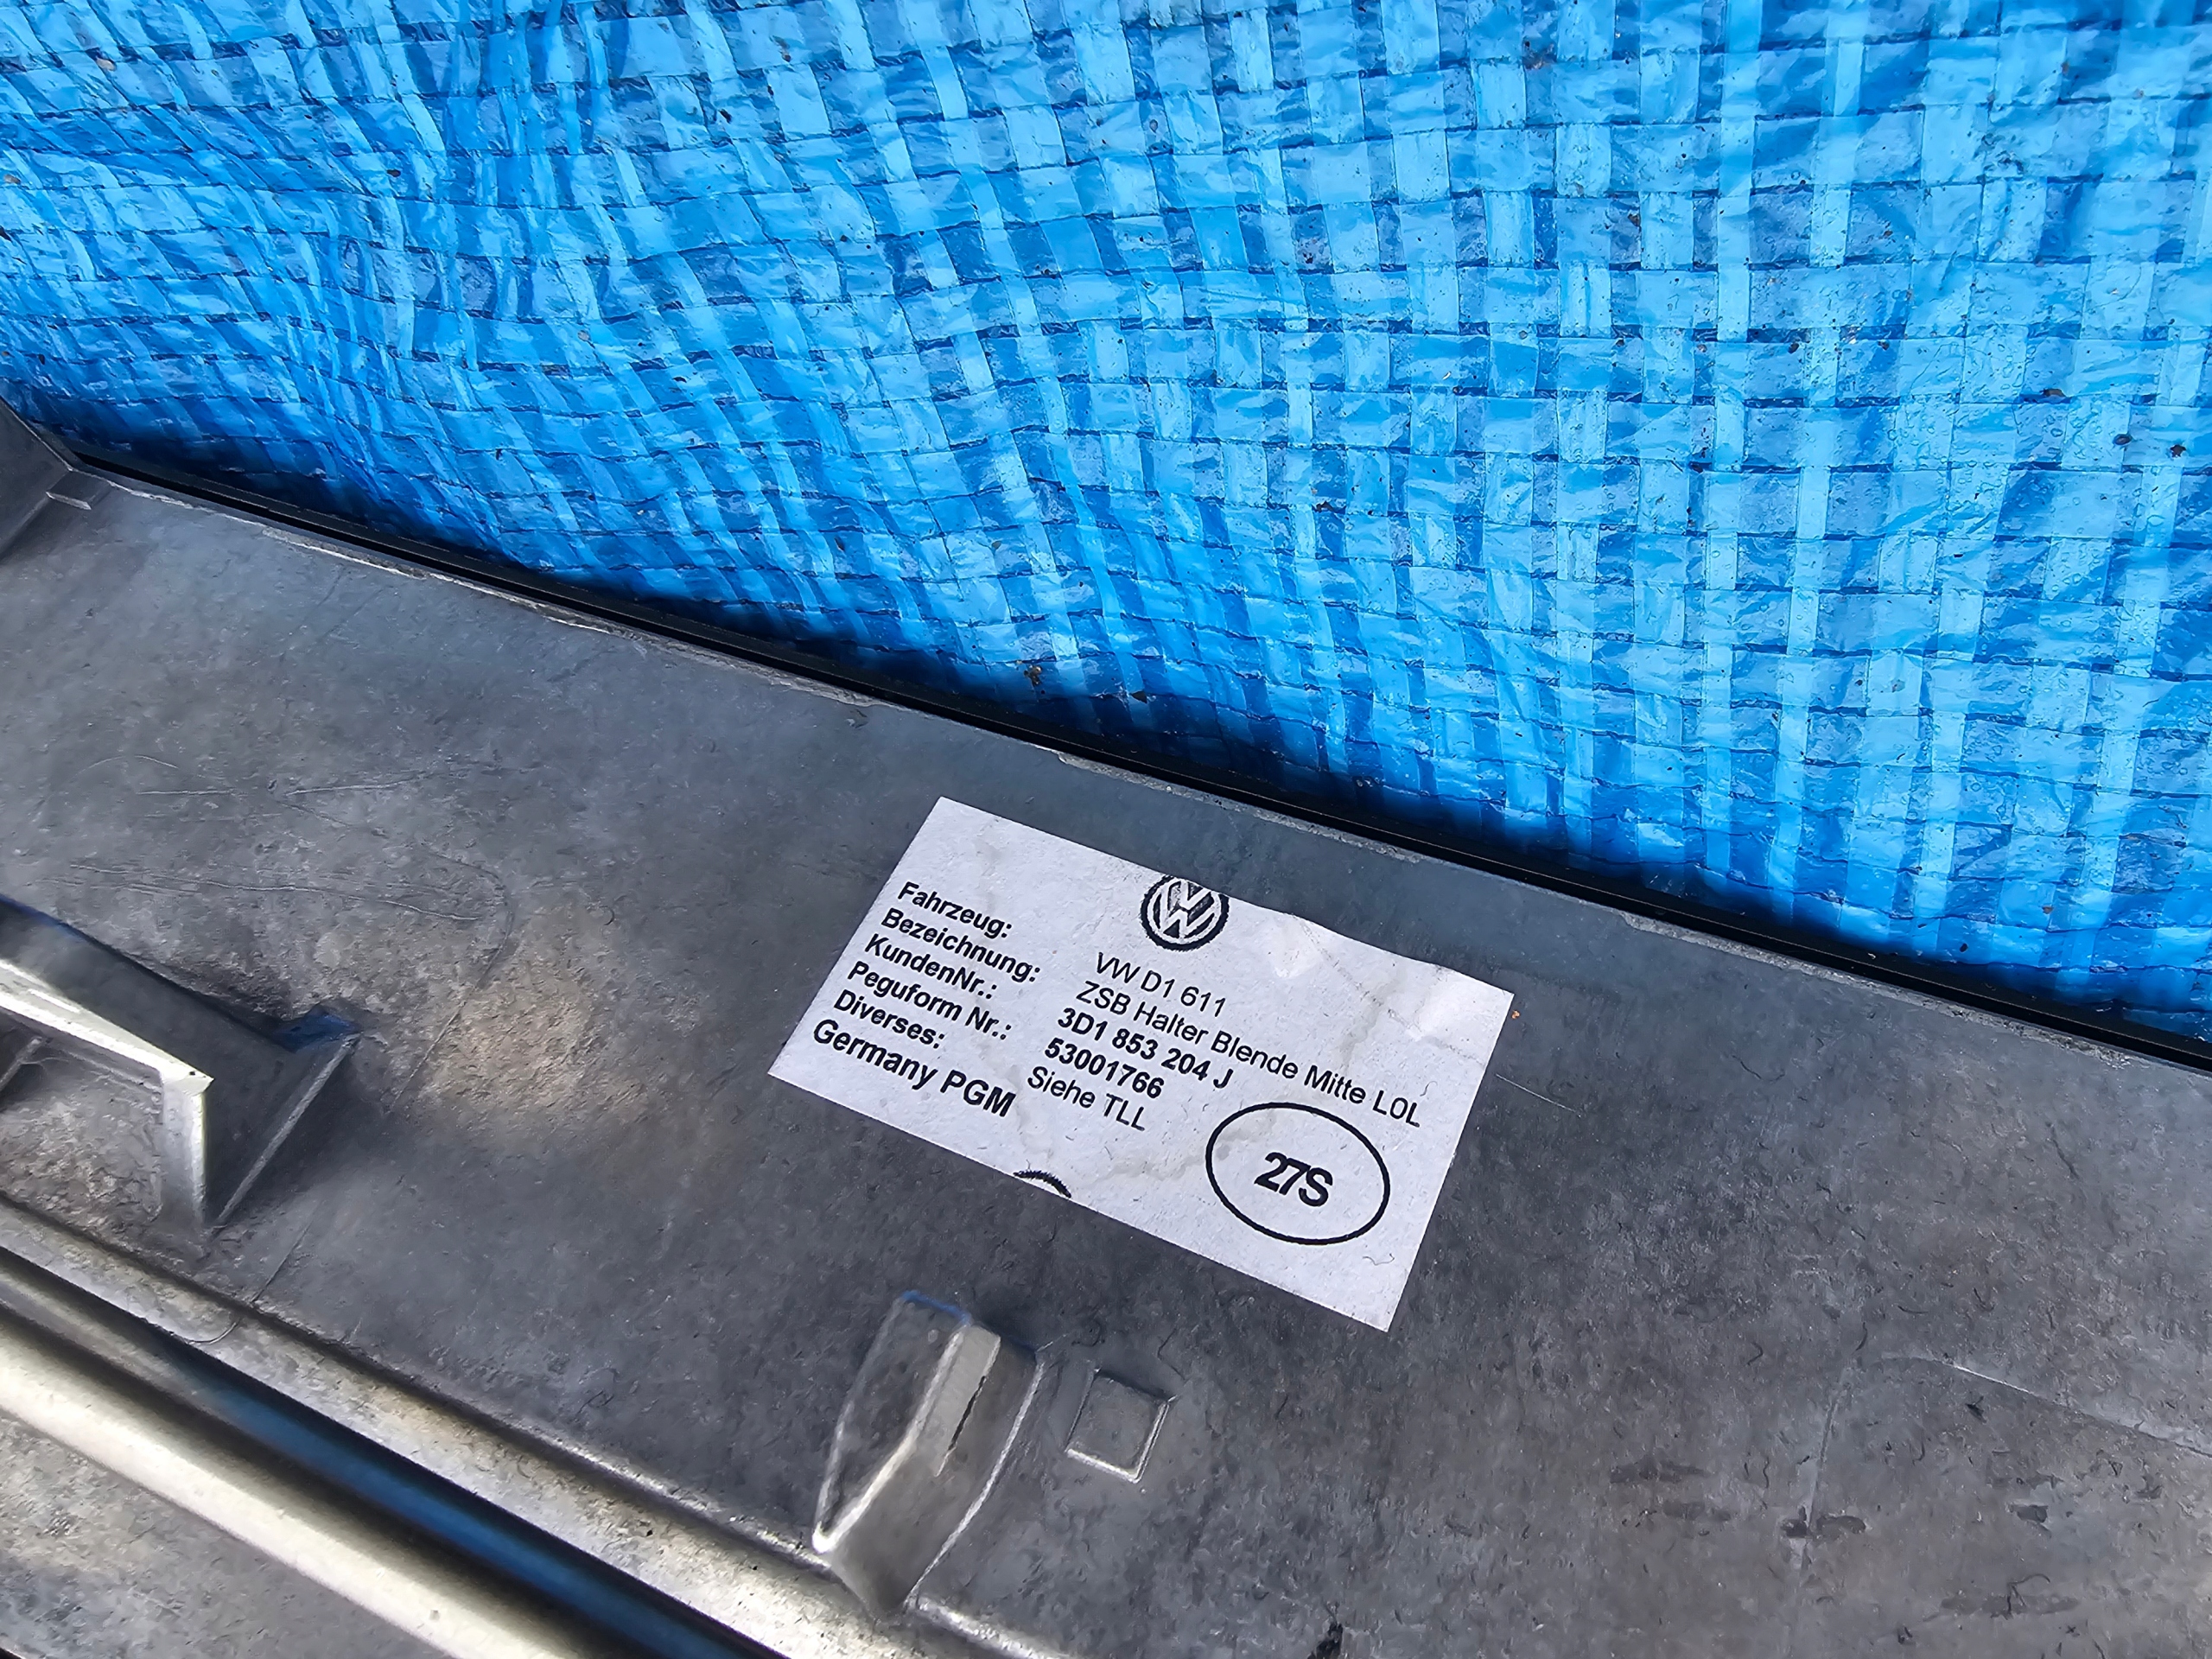 VW
Fahrzeug: VW D1 611
Bezeichnung: ZSB Halter Blende Mitte L0L
KundenNr.: 3D1 853 204 J
Peguform Nr.: 53001766
Diverses: Siehe TLL
Germany PGM
27S